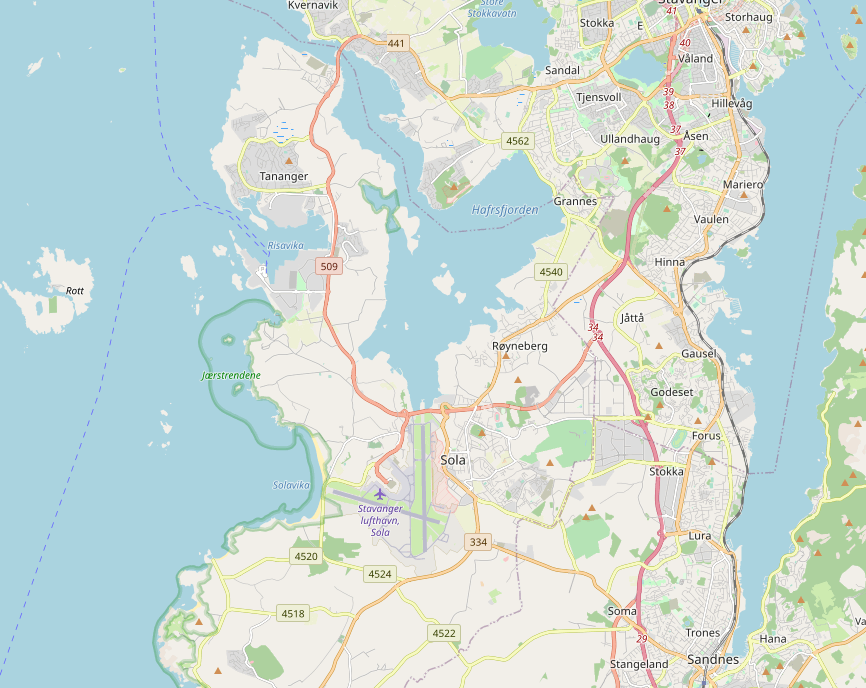 Kvernavik
Store
Stokkavatn
Stavanger
41
Storhaug
Stokka
E
441
40
Våland
Sandal
39
Tjensvoll
38
Hillevåg
4562
Ullandhaug
37
Åsen
37
Tananger
Mariero
Grannes
Hafrsfjorden
Vaulen
Risavika
509
4540
Hinna
Rott
Jåttå
34
34
Røyneberg
Gausel
Jærstrendene
Godeset
Forus
Sola
Stokka
Solavika
Stavanger
lufthavn,
Sola
334
Lura
4520
4524
4518
Soma
4522
Trones
29
Hana
Va
Stangeland
Sandnes